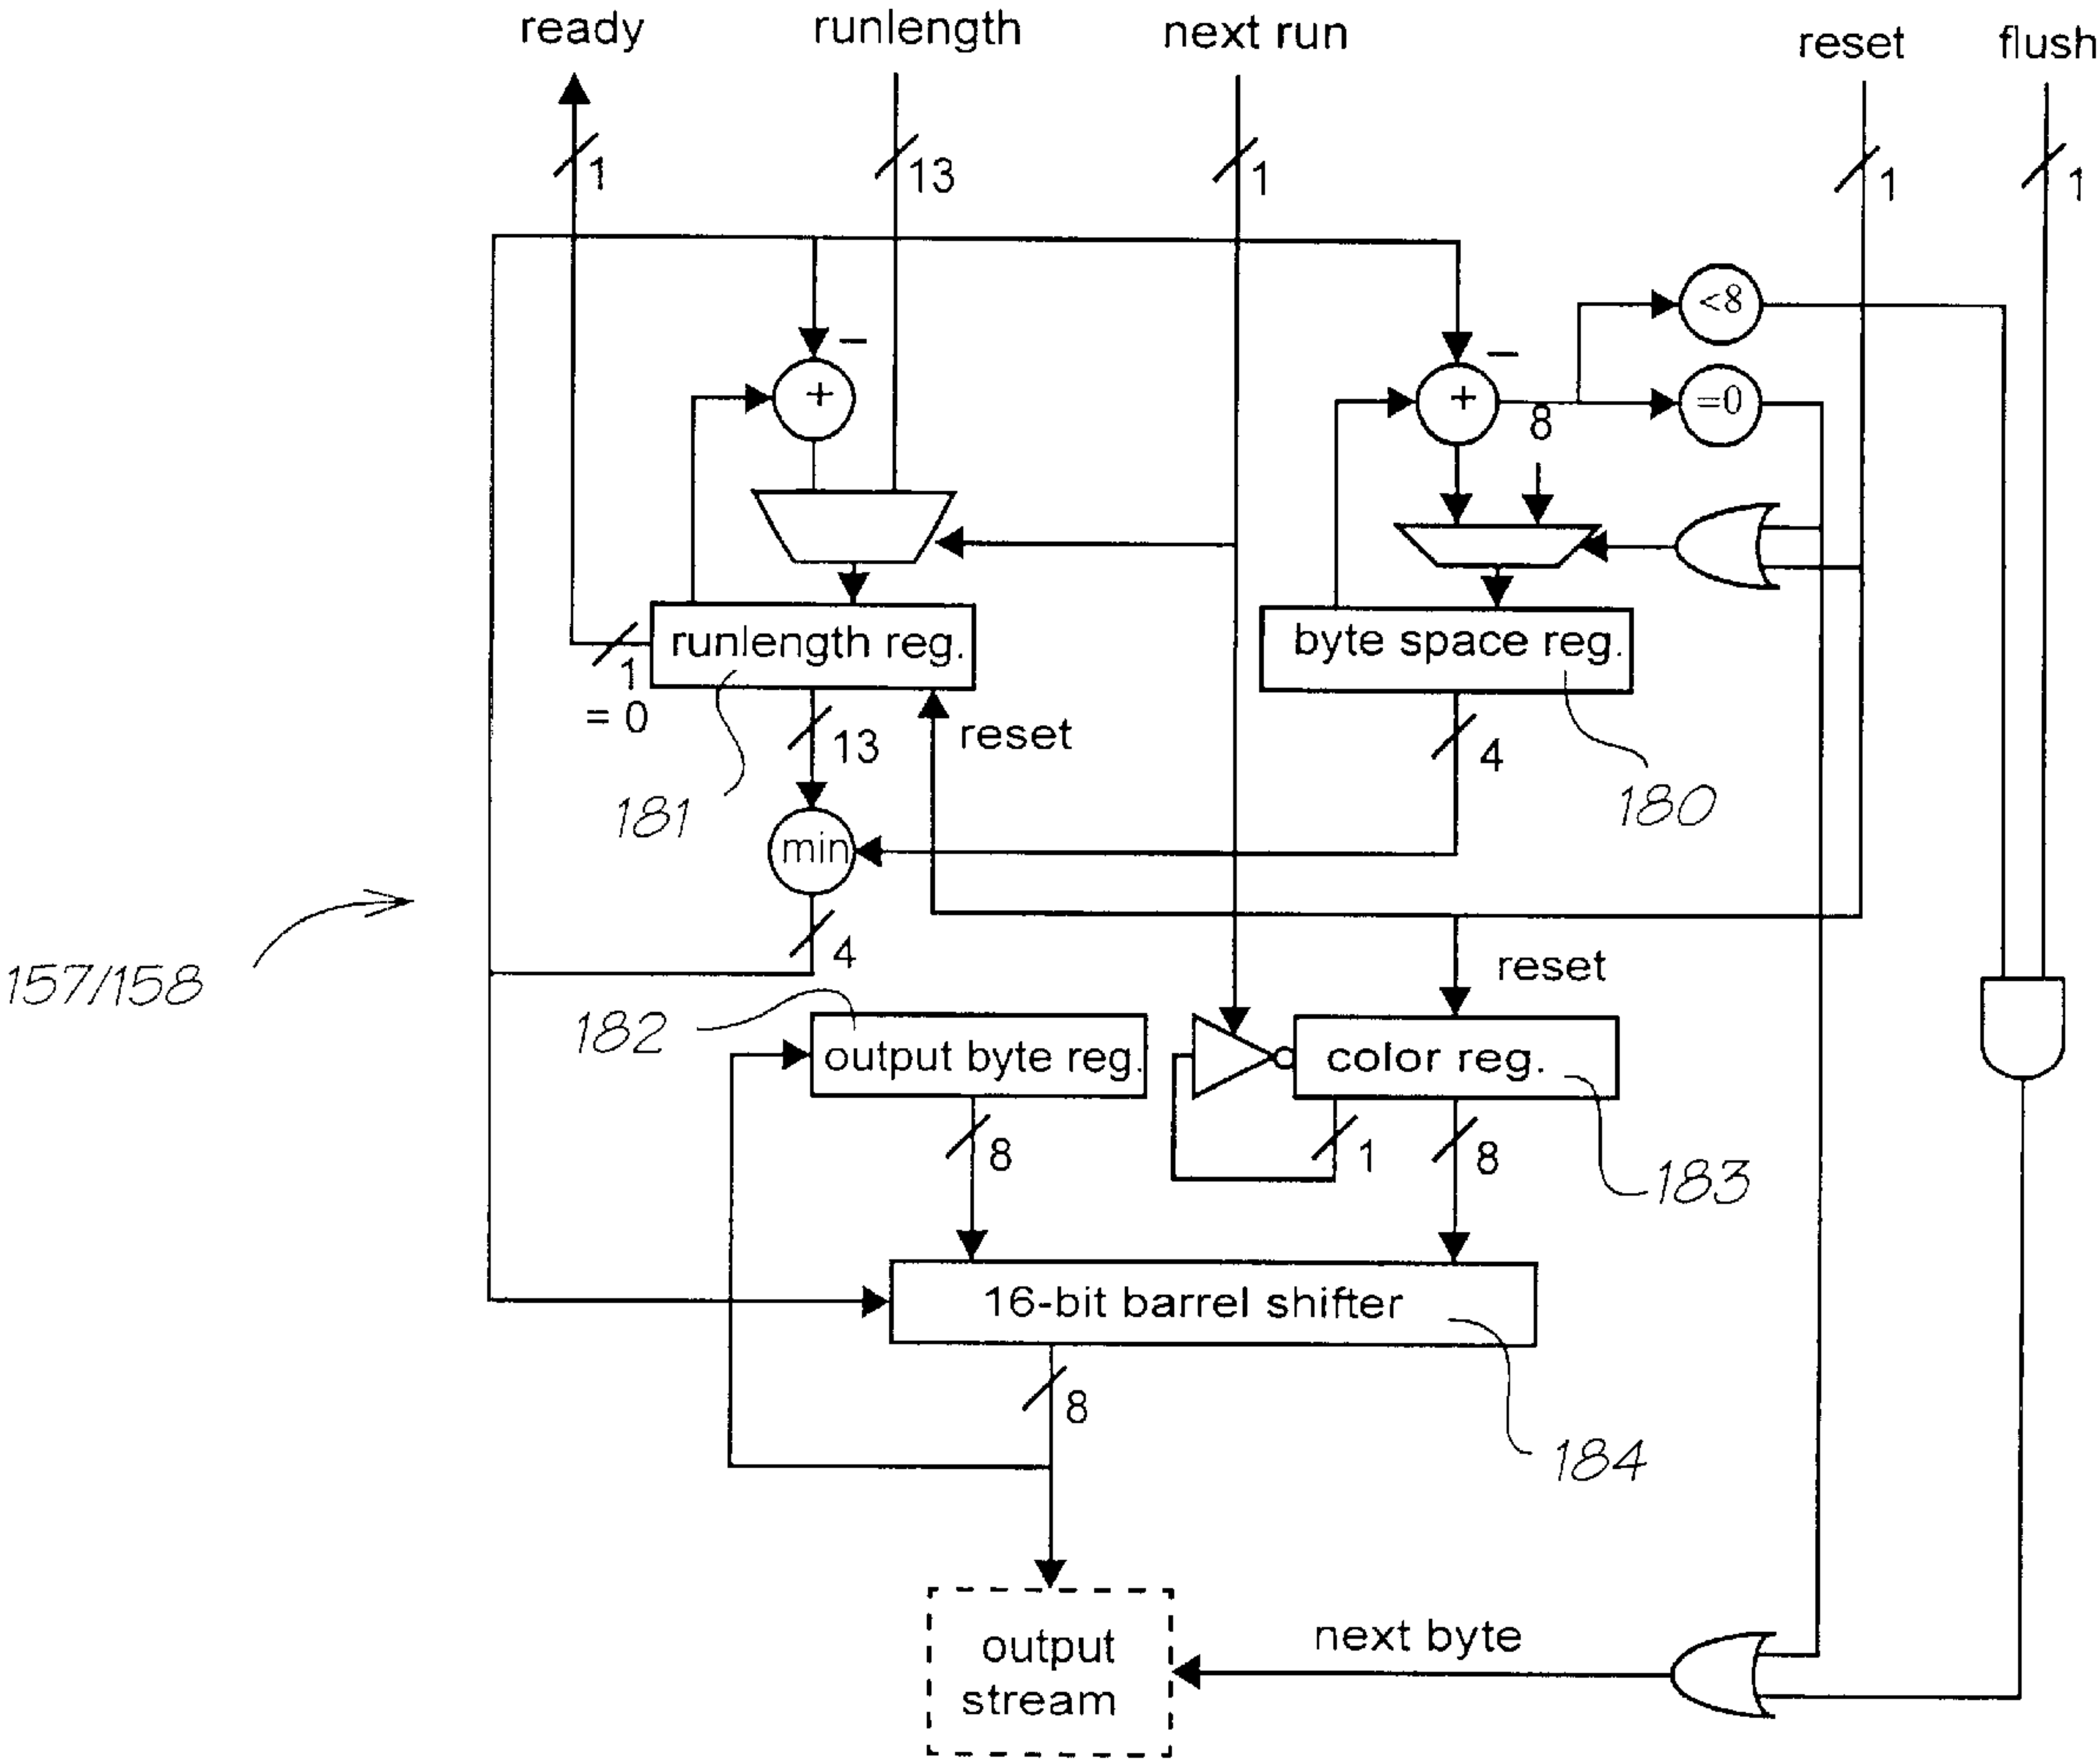 ready
runlength
next run
reset
flush
1
13
1
1
1
−
−
<8
+
+
8
=0
runlength reg.
byte space reg.
1
= 0
13
reset
4
181
180
min
4
157/158
reset
182
output byte reg.
color reg.
8
1
8
183
16-bit barrel shifter
8
184
next byte
output
stream